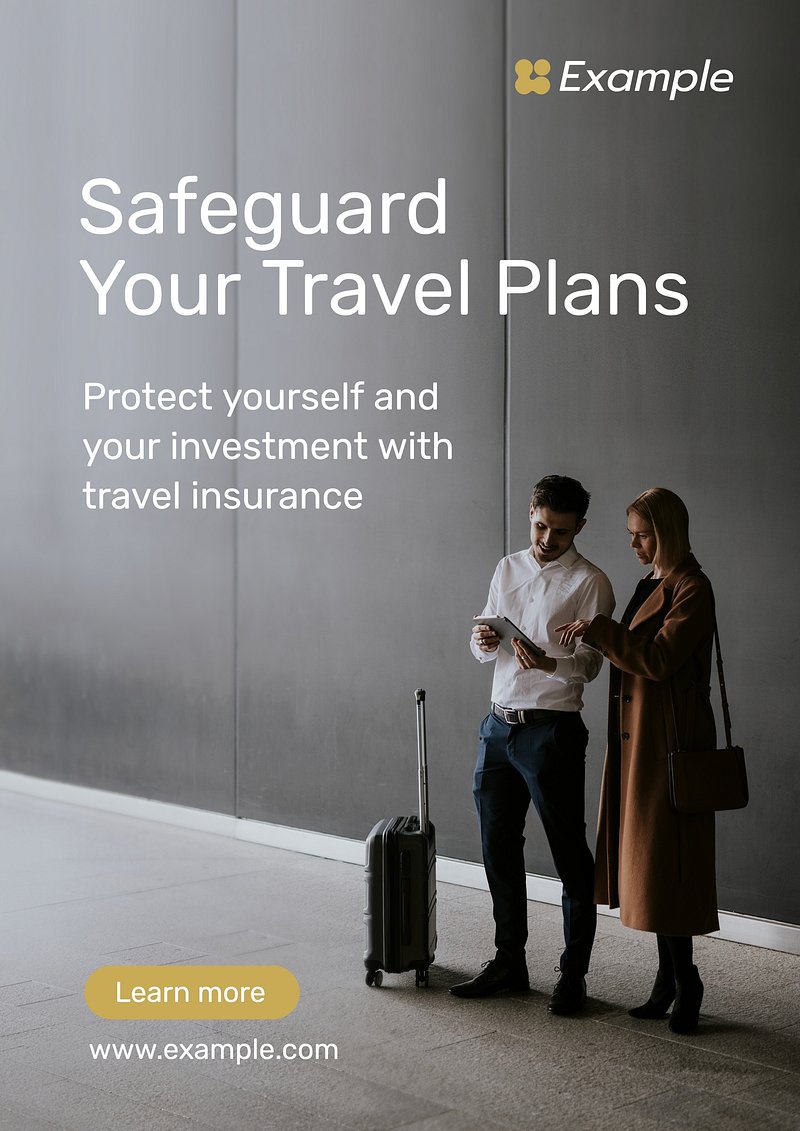 Example
Safeguard
Your Travel Plans
Protect yourself and
your investment with
travel insurance
Learn more
www.example.com